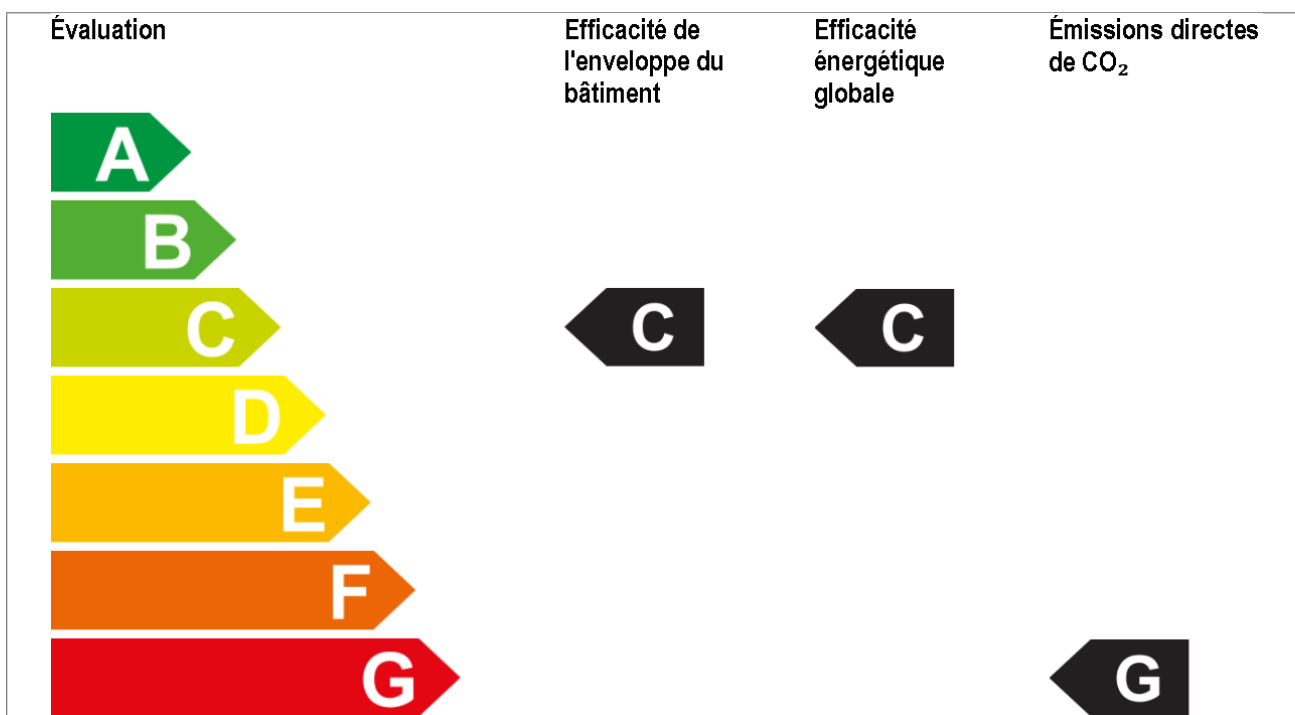 Évaluation
Efficacité de
l'enveloppe du
bâtiment
Efficacité
énergétique
globale
Émissions directes
de CO₂
A
B
C
C
C
D
E
F
G
G